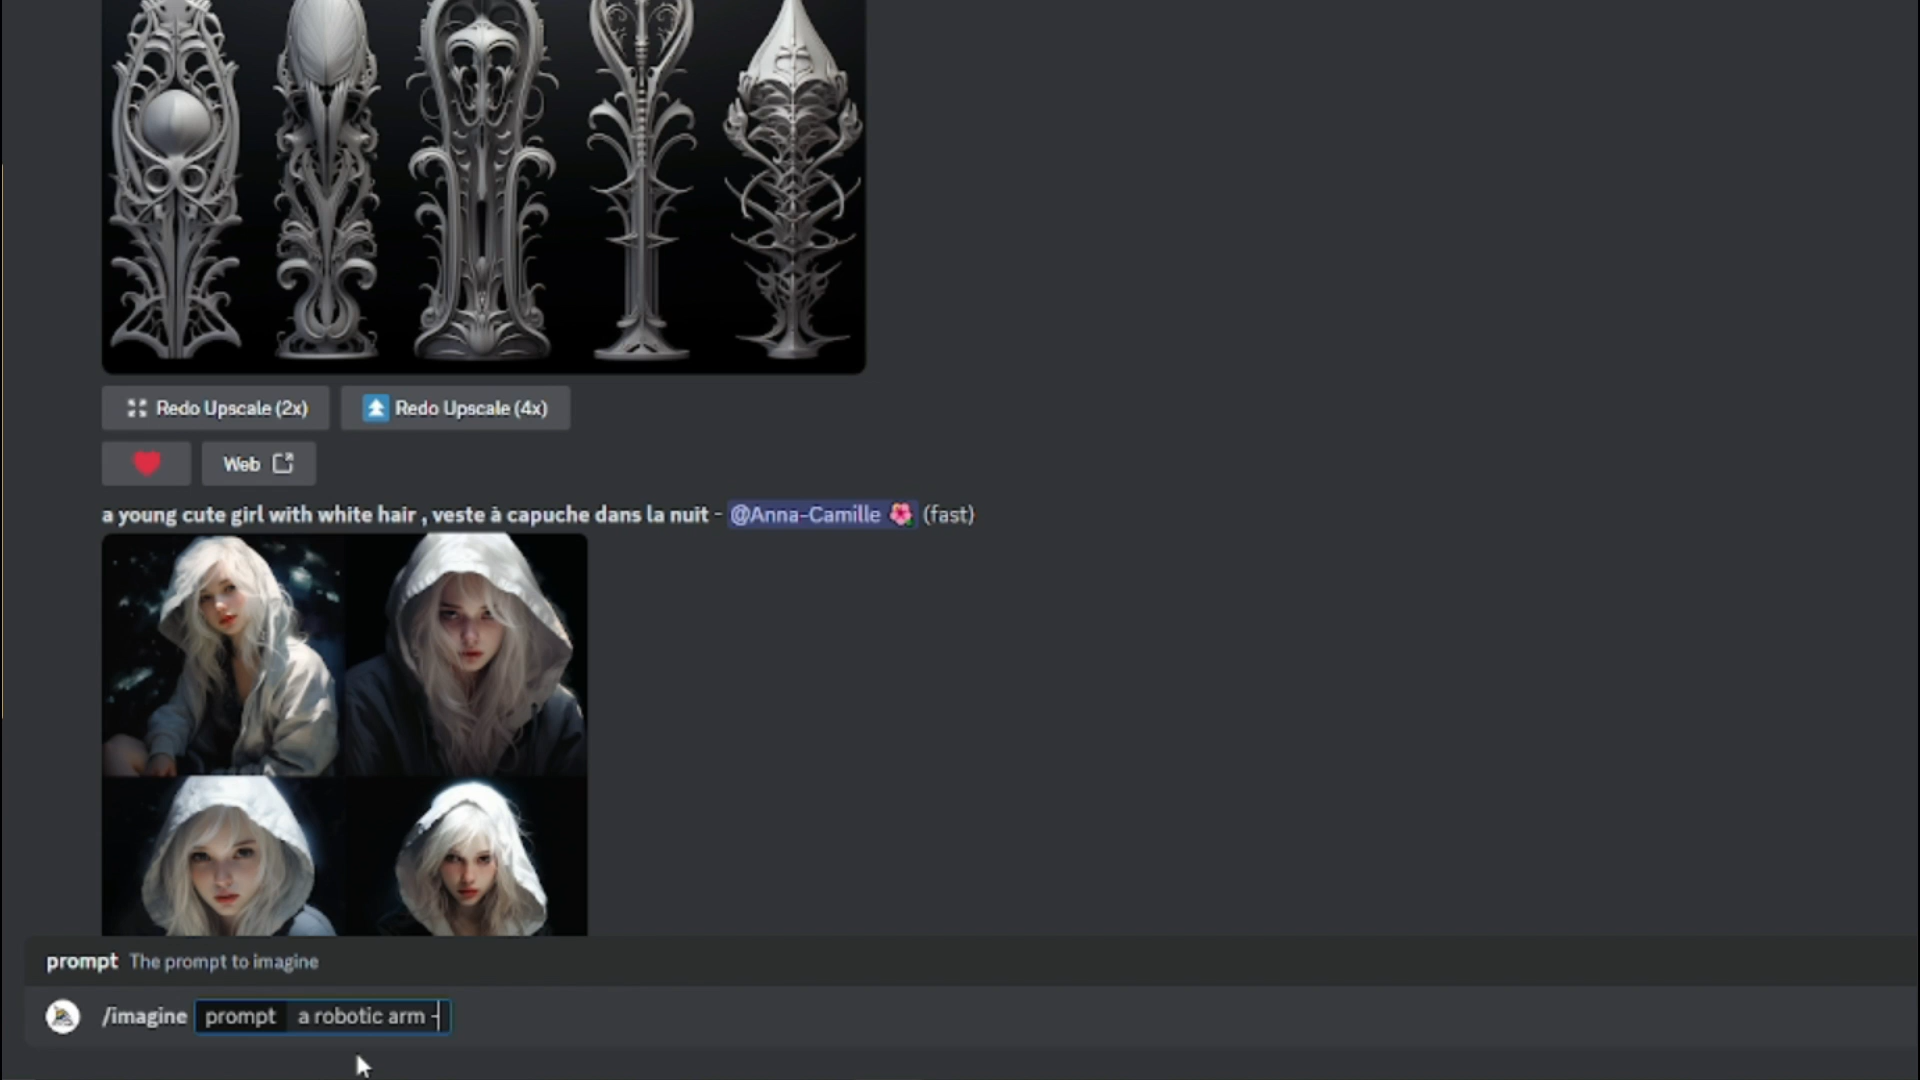 Redo Upscale (2x) Redo Upscale (4x)
Web
a young cute girl with white hair , veste à capuche dans la nuit - @Anna-Camille 🌺 (fast)
prompt The prompt to imagine
/imagine prompt a robotic arm -